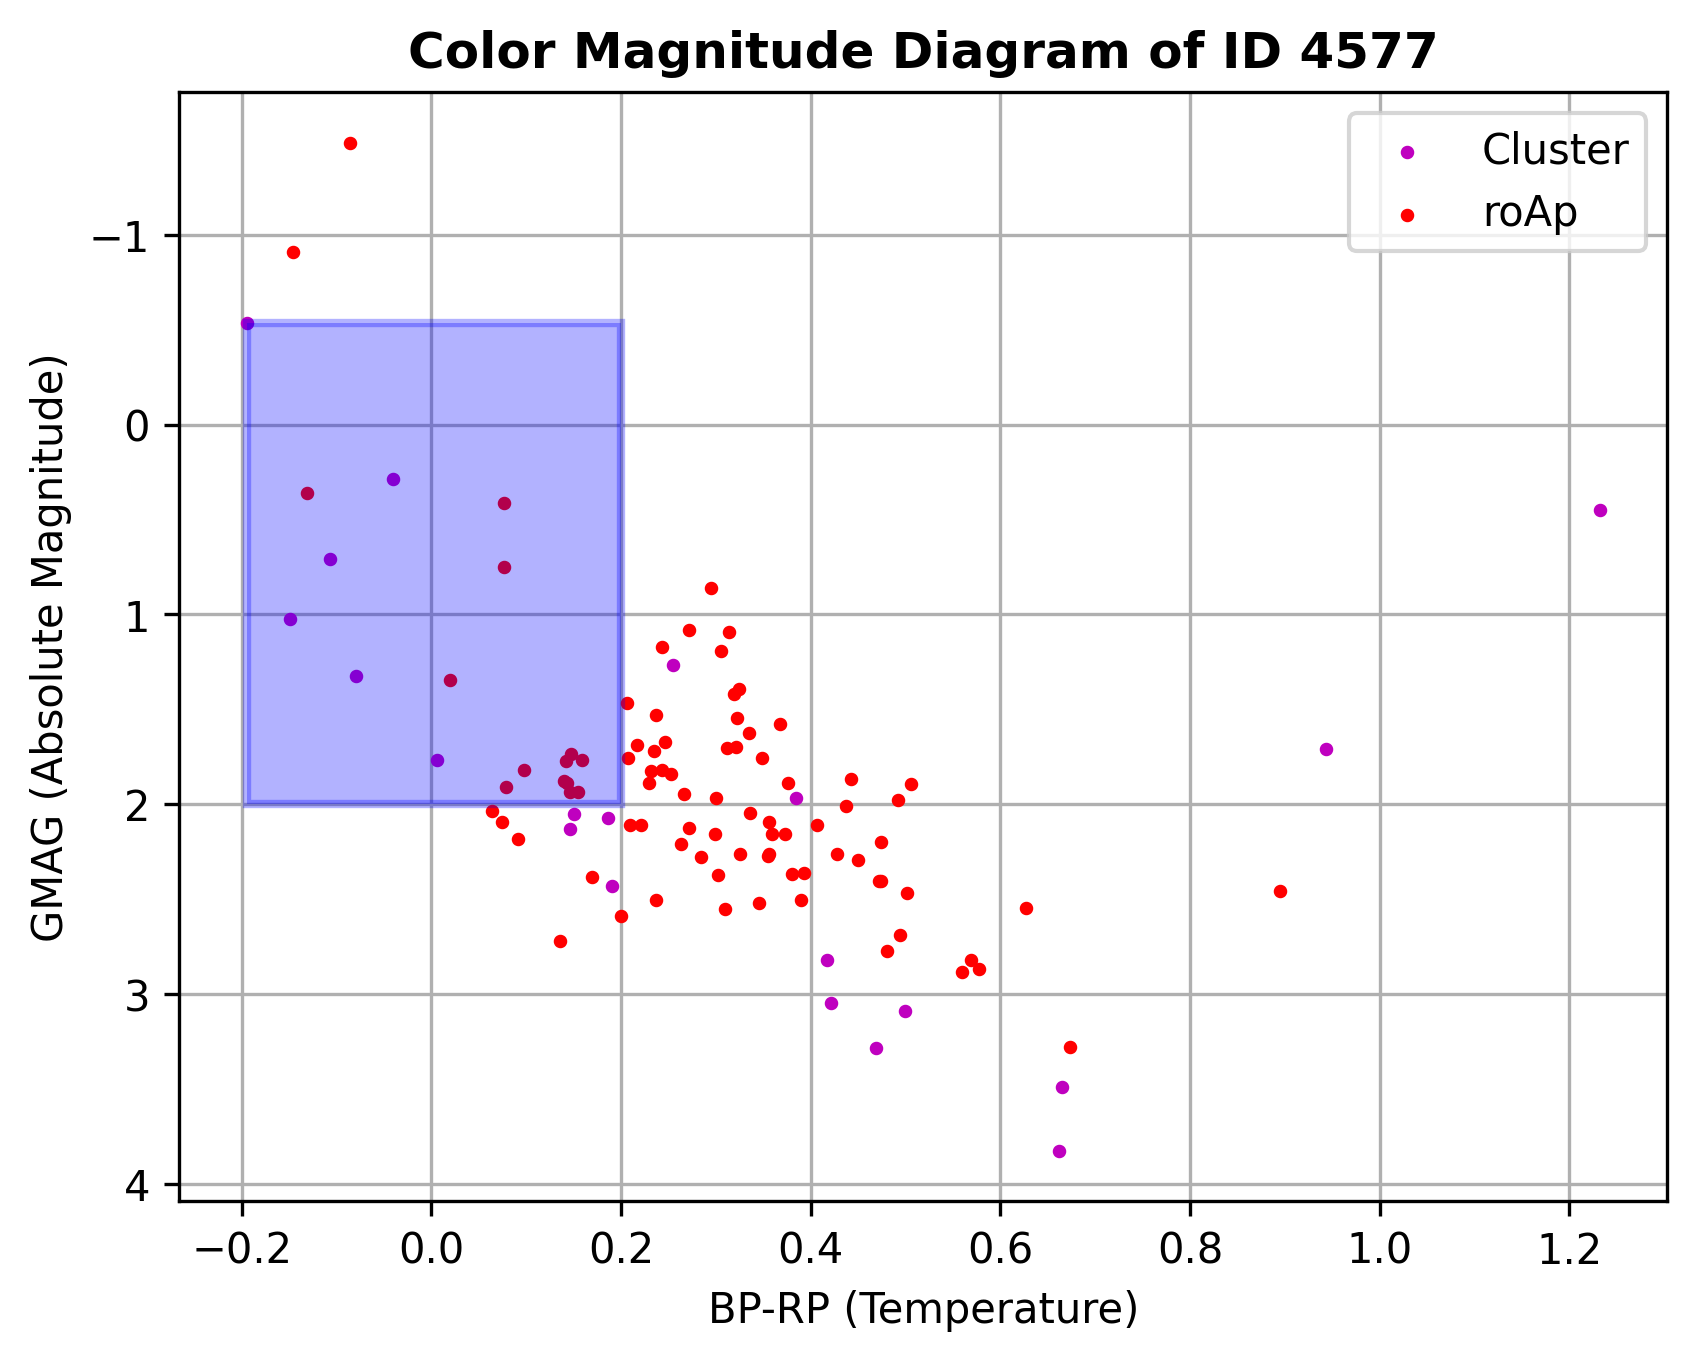 Color Magnitude Diagram of ID 4577
Cluster
roAp
GMAG (Absolute Magnitude)
−1
0
1
2
3
4
−0.2 0.0 0.2 0.4 0.6 0.8 1.0 1.2
BP-RP (Temperature)